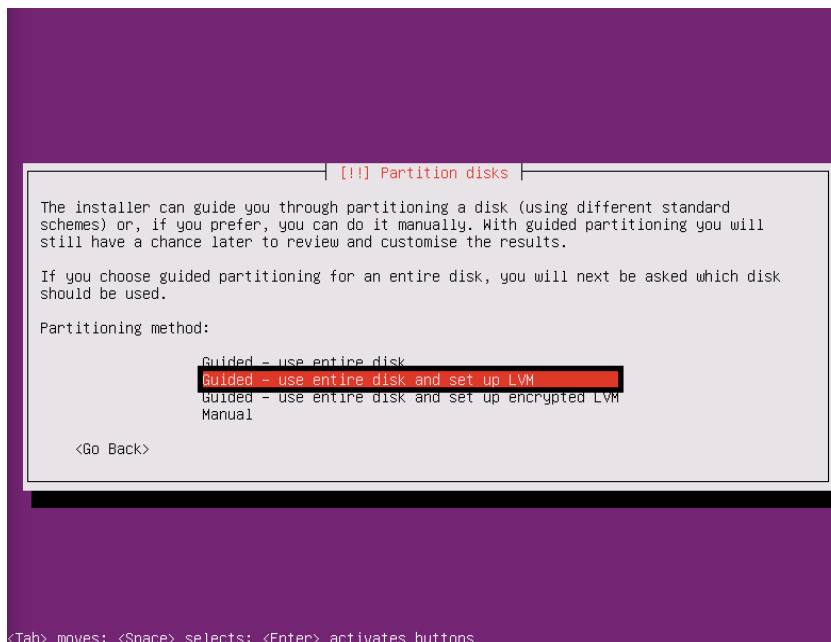 [!!] Partition disks
The installer can guide you through partitioning a disk (using different standard
schemes) or, if you prefer, you can do it manually. With guided partitioning you will
still have a chance later to review and customise the results.
If you choose guided partitioning for an entire disk, you will next be asked which disk
should be used.
Partitioning method:
Guided – use entire disk
Guided – use entire disk and set up LVM
Guided – use entire disk and set up encrypted LVM
Manual
<Go Back>
<Tab> moves; <Space> selects; <Enter> activates buttons